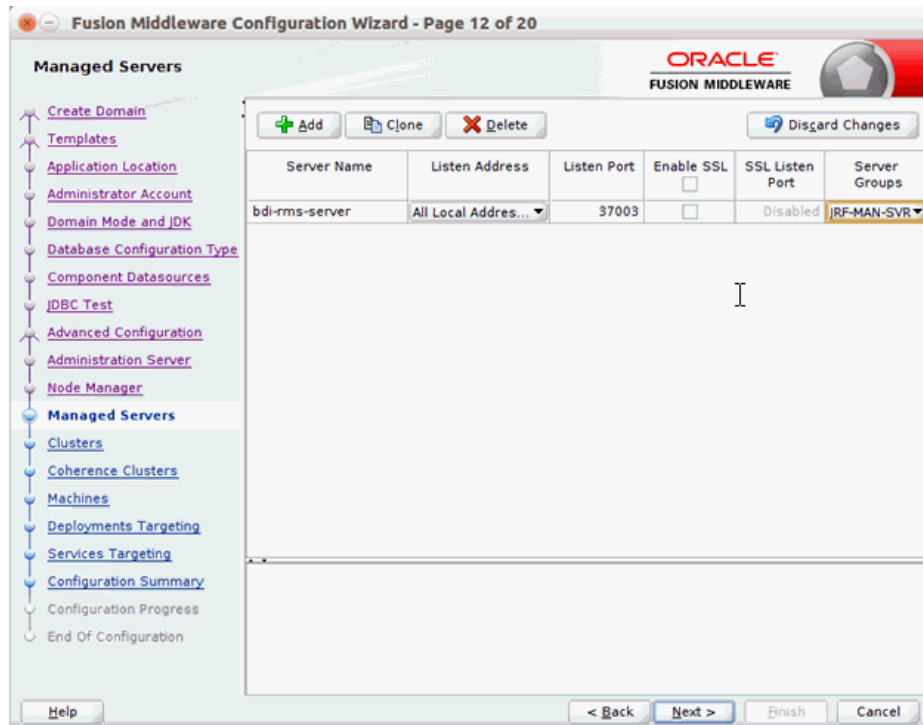 Fusion Middleware Configuration Wizard - Page 12 of 20
Managed Servers
ORACLE
FUSION MIDDLEWARE
Create Domain
Templates
Application Location
Administrator Account
Domain Mode and JDK
Database Configuration Type
Component Datasources
JDBC Test
Advanced Configuration
Administration Server
Node Manager
Managed Servers
Clusters
Coherence Clusters
Machines
Deployments Targeting
Services Targeting
Configuration Summary
Configuration Progress
End Of Configuration
Add Clone Delete Discard Changes
Server Name Listen Address Listen Port Enable SSL SSL Listen Port Server Groups
bdi-rms-server All Local Addres... 37003 Disabled JRF-MAN-SVR
Help < Back Next > Finish Cancel